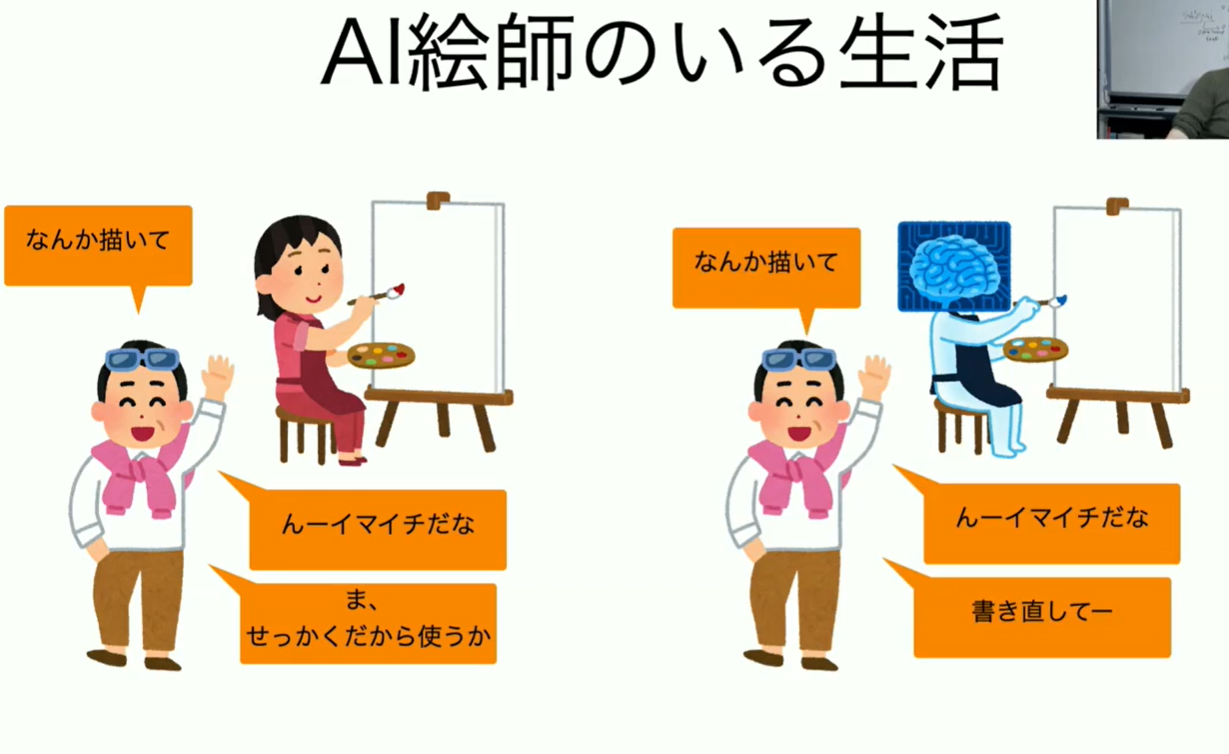 AI絵師のいる生活
なんか描いて
んーイマイチだな
ま、
せっかくだから使うか
なんか描いて
んーイマイチだな
書き直してー